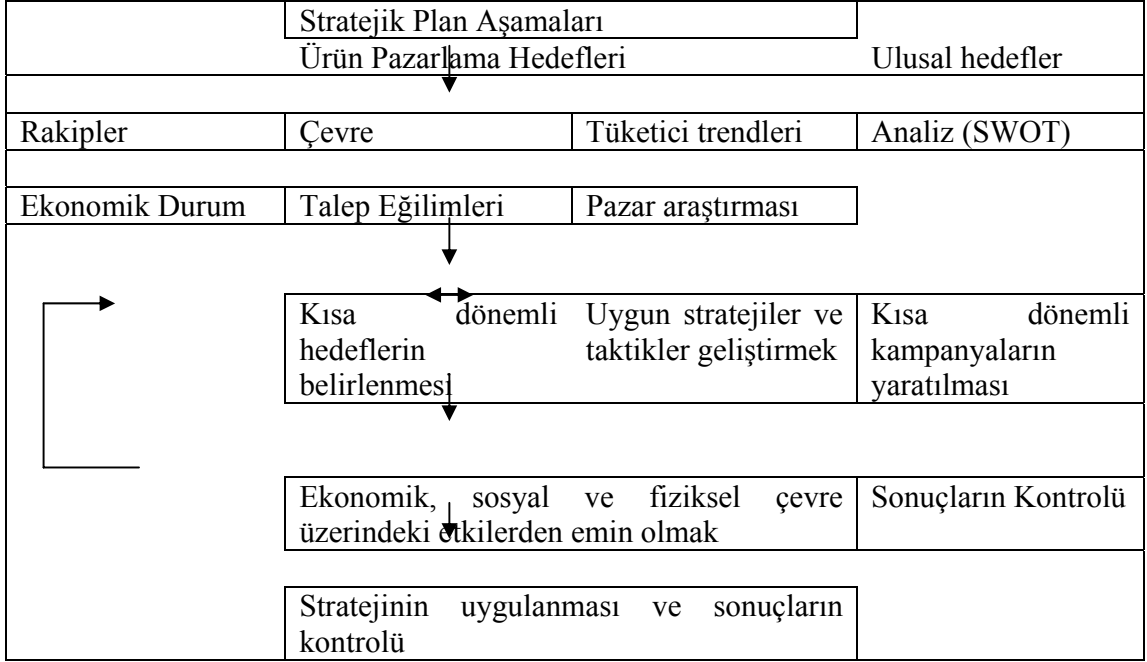 Stratejik Plan Aşamaları
Ürün Pazarlama Hedefleri Ulusal hedefler
Rakipler Çevre Tüketici trendleri Analiz (SWOT)
Ekonomik Durum Talep Eğilimleri Pazar araştırması
Kısa dönemli
hedeflerin
belirlenmesi
Uygun stratejiler ve
taktikler geliştirmek
Kısa dönemli
kampanyaların
yaratılması
Ekonomik, sosyal ve fiziksel çevre
üzerindeki etkilerden emin olmak
Sonuçların Kontrolü
Stratejinin uygulanması ve sonuçların
kontrolü